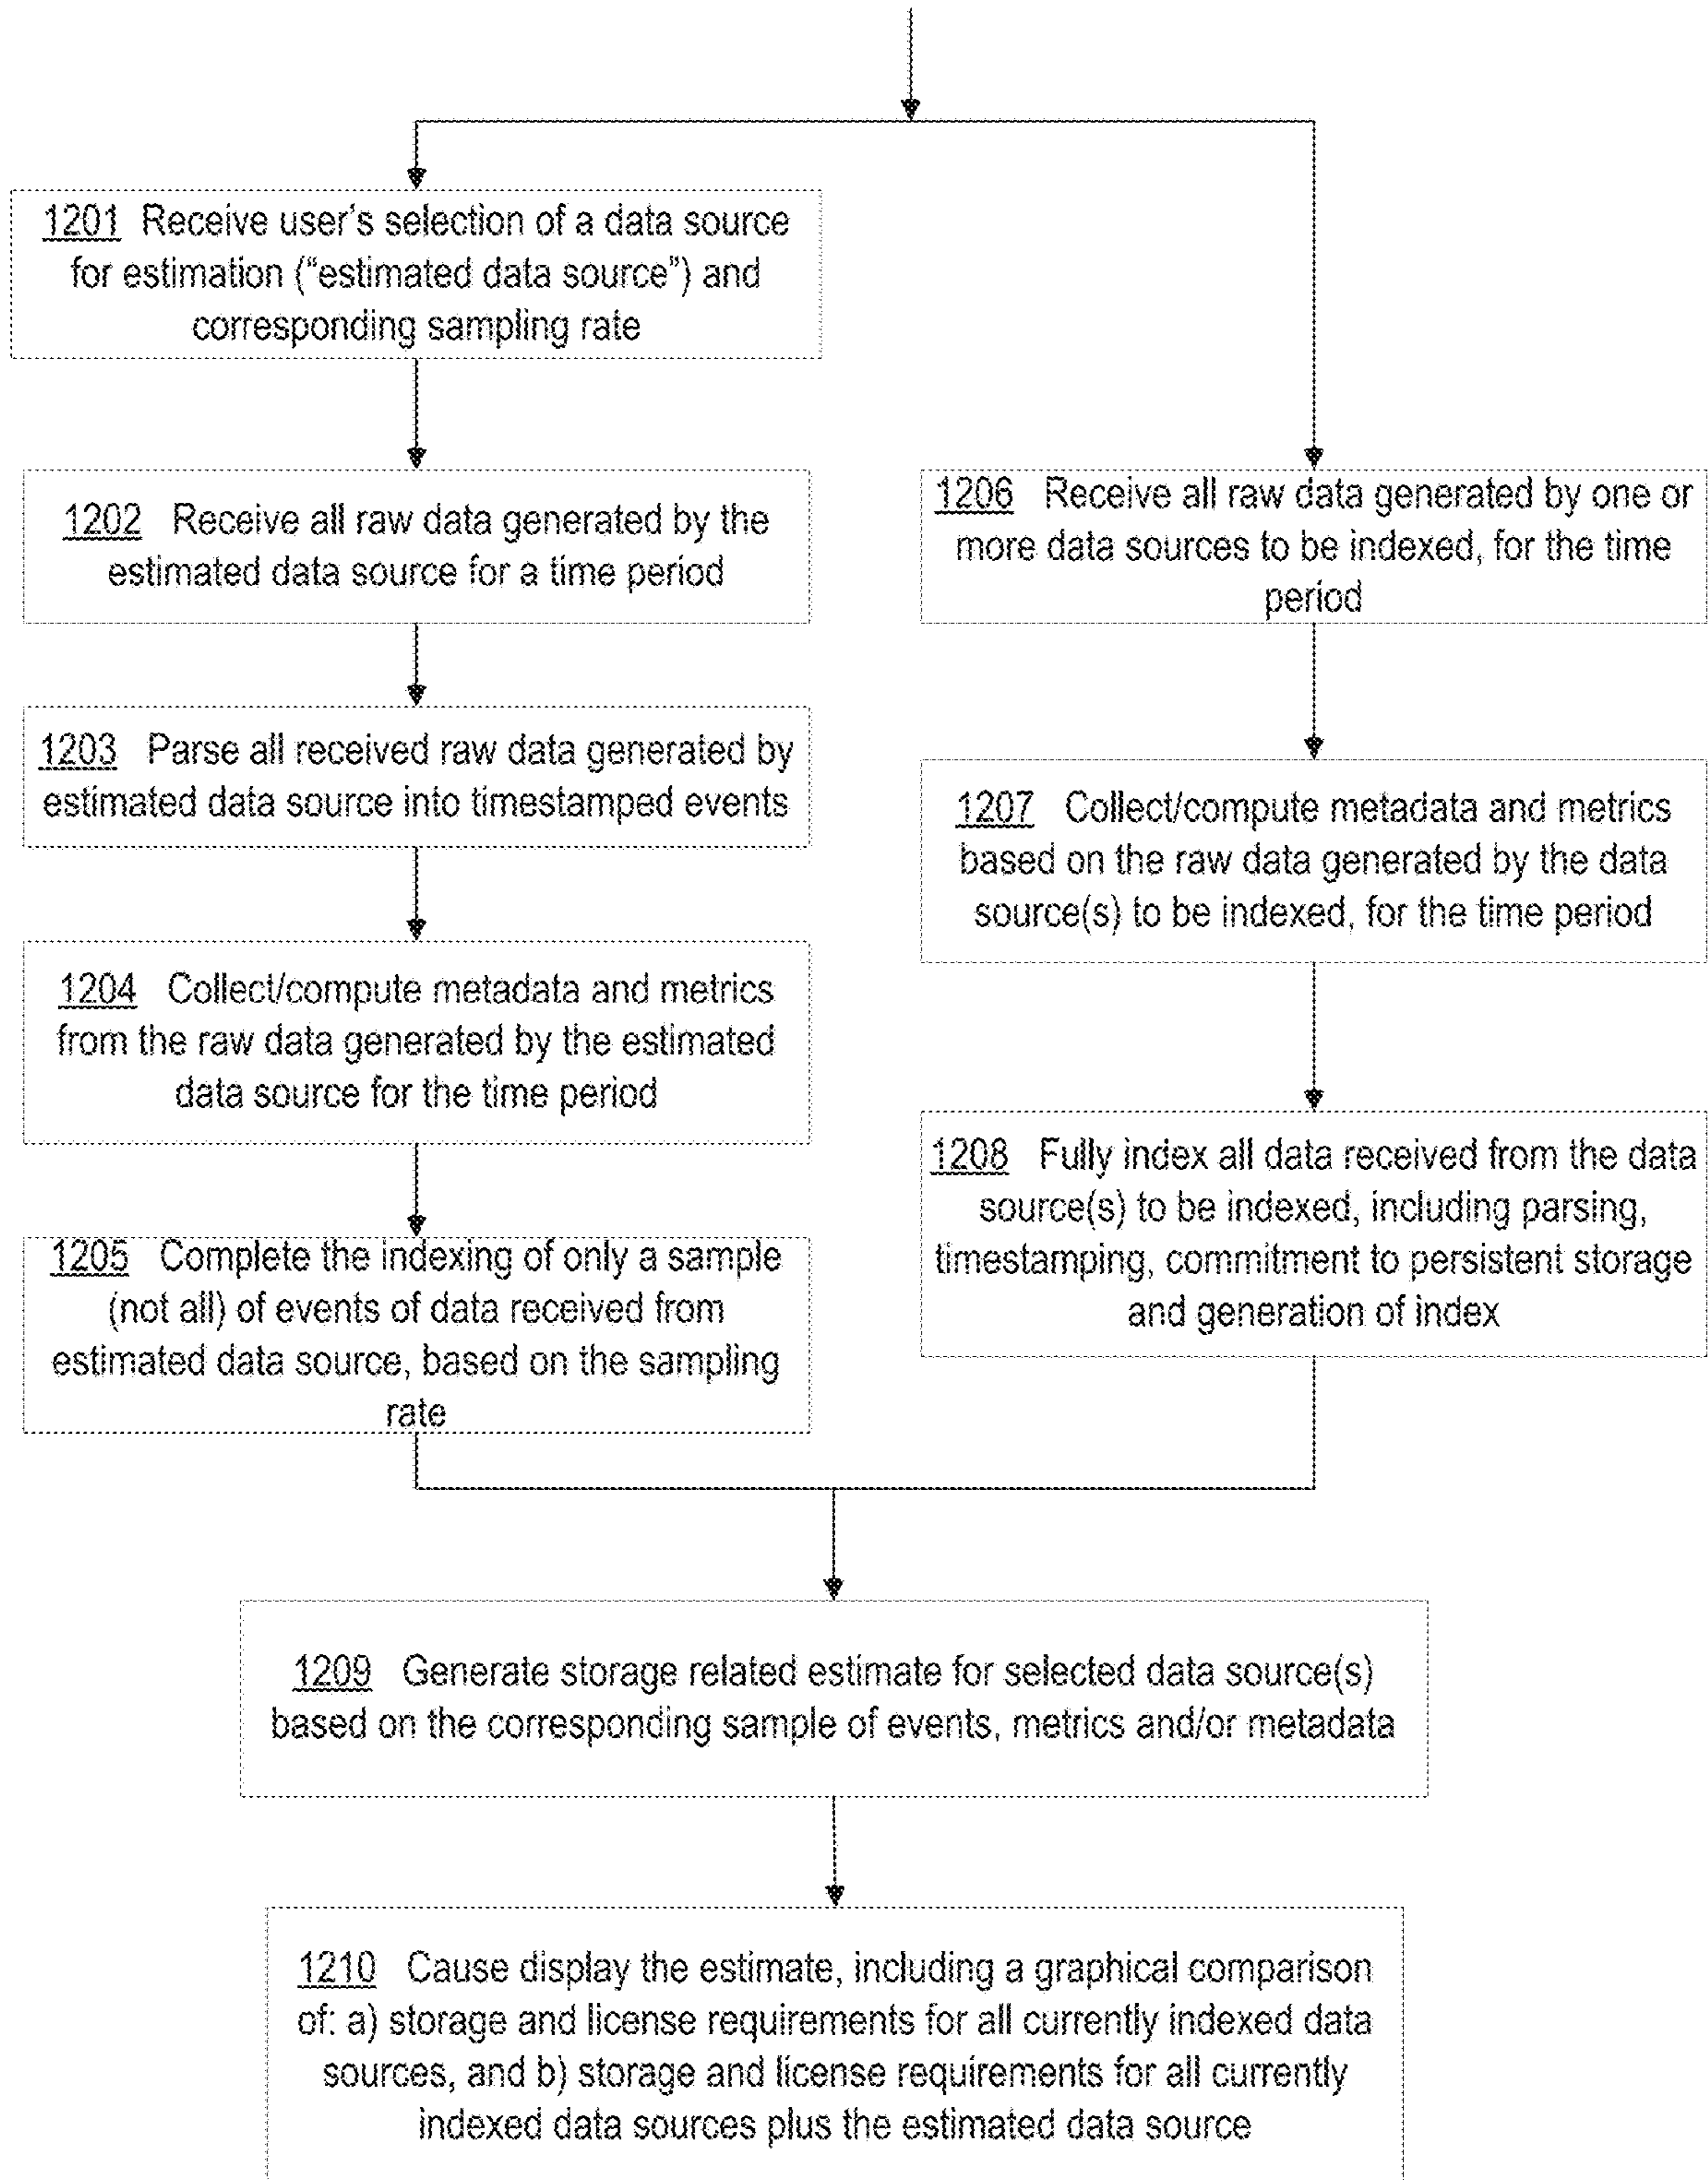 1201 Receive user's selection of a data source
for estimation ("estimated data source") and
corresponding sampling rate
1202 Receive all raw data generated by the
estimated data source for a time period
1203 Parse all received raw data generated by
estimated data source into timestamped events
1204 Collect/compute metadata and metrics
from the raw data generated by the estimated
data source for the time period
1205 Complete the indexing of only a sample
(not all) of events of data received from
estimated data source, based on the sampling
rate
1206 Receive all raw data generated by one or
more data sources to be indexed, for the time
period
1207 Collect/compute metadata and metrics
based on the raw data generated by the data
source(s) to be indexed, for the time period
1208 Fully index all data received from the data
source(s) to be indexed, including parsing,
timestamping, commitment to persistent storage
and generation of index
1209 Generate storage related estimate for selected data source(s)
based on the corresponding sample of events, metrics and/or metadata
1210 Cause display the estimate, including a graphical comparison
of: a) storage and license requirements for all currently indexed data
sources, and b) storage and license requirements for all currently
indexed data sources plus the estimated data source